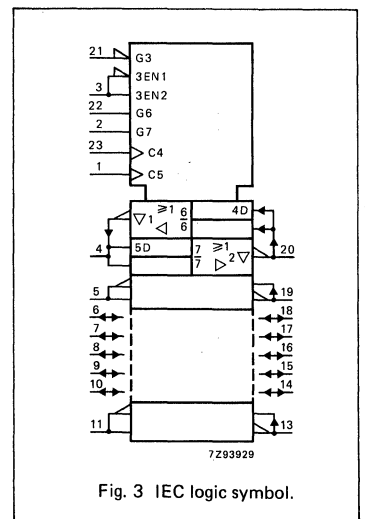 21 G3
3EN1
3 3EN2
22 G6
2 G7
23 C4
1 C5
▽1 ≥1 6/6 4D
◁
4 5D 7/7 ≥1 2▽ 20
▷
5 19
6 18
7 17
8 16
9 15
10 14
11 13
7Z93929
Fig. 3 IEC logic symbol.